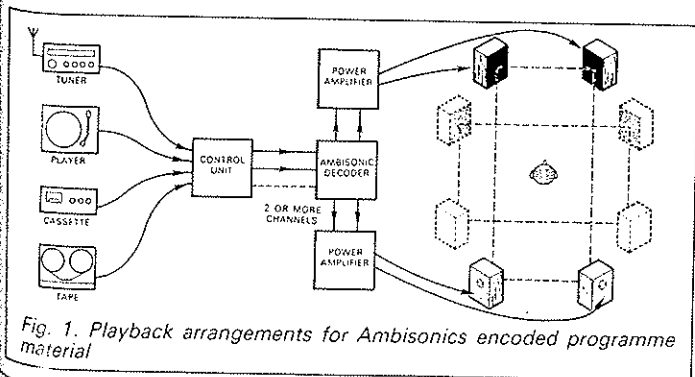 TUNER
PLAYER
CASSETTE
TAPE
CONTROL
UNIT
2 OR MORE
CHANNELS
POWER
AMPLIFIER
AMBISONIC
DECODER
POWER
AMPLIFIER
Fig. 1. Playback arrangements for Ambisonics encoded programme
material